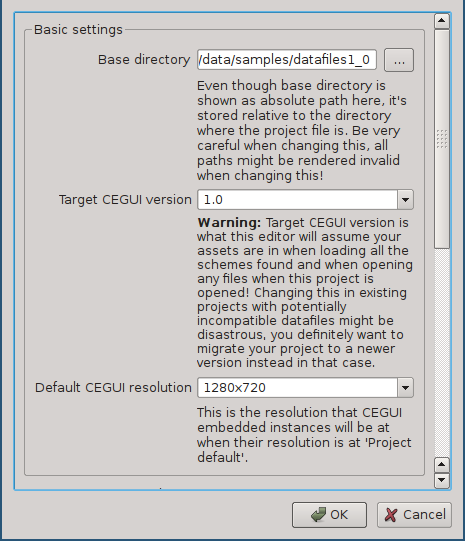 Basic settings
Base directory /data/samples/datafiles1_0 ...
Even though base directory is
shown as absolute path here, it's
stored relative to the directory
where the project file is. Be very
careful when changing this, all
paths might be rendered invalid
when changing this!
Target CEGUI version 1.0
Warning: Target CEGUI version is
what this editor will assume your
assets are in when loading all the
schemes found and when opening
any files when this project is
opened! Changing this in existing
projects with potentially
incompatible datafiles might be
disastrous, you definitely want to
migrate your project to a newer
version instead in that case.
Default CEGUI resolution 1280x720
This is the resolution that CEGUI
embedded instances will be at
when their resolution is at 'Project
default'.
OK Cancel